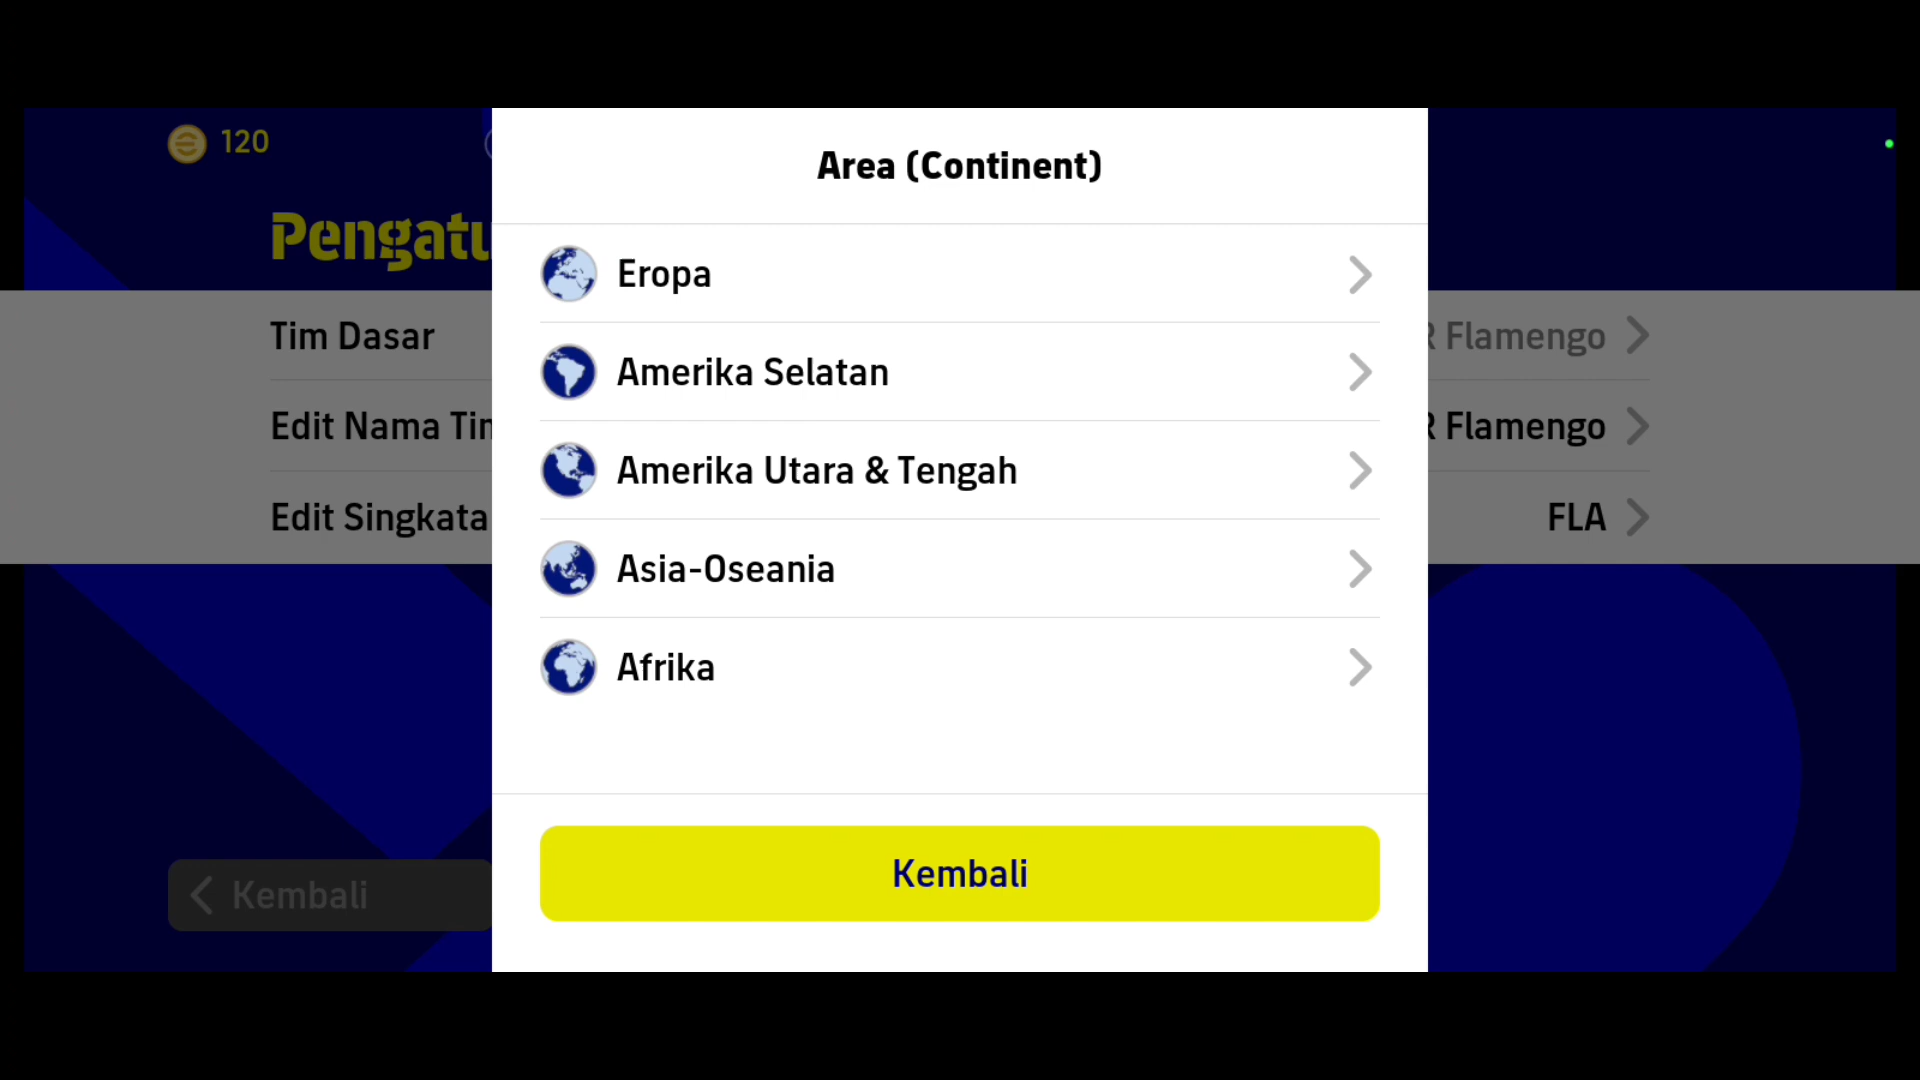 120
Area (Continent)
Pengatu
Eropa
Tim Dasar
R Flamengo
Amerika Selatan
Edit Nama Tim
R Flamengo
Amerika Utara & Tengah
Edit Singkata
FLA
Asia-Oseania
Afrika
Kembali
Kembali